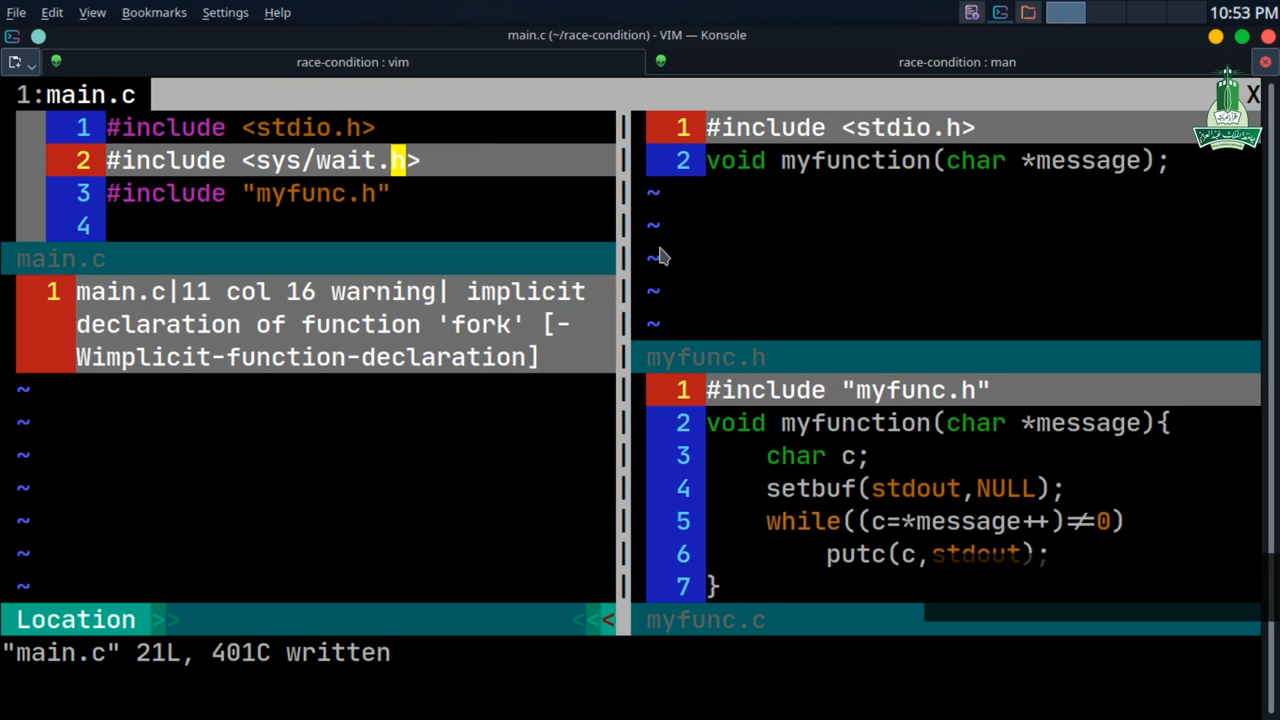 File Edit View Bookmarks Settings Help
10:53 PM
main.c (~/race-condition) - VIM — Konsole
race-condition : vim
race-condition : man
1:main.c
X
1 #include <stdio.h>
2 #include <sys/wait.h>
3 #include "myfunc.h"
4
main.c
1 main.c|11 col 16 warning| implicit
declaration of function 'fork' [-
Wimplicit-function-declaration]
~
~
~
~
~
~
~
Location >> <<<
"main.c" 21L, 401C written
1 #include <stdio.h>
2 void myfunction(char *message);
~
~
~
~
~
myfunc.h
1 #include "myfunc.h"
2 void myfunction(char *message){
3 char c;
4 setbuf(stdout,NULL);
5 while((c=*message++)!=0)
6 putc(c,stdout);
7 }
myfunc.c